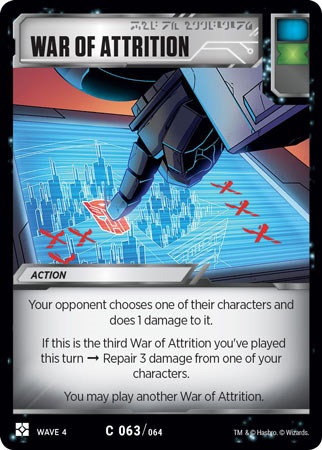 WAR OF ATTRITION
ACTION
Your opponent chooses one of their characters and
does 1 damage to it.
If this is the third War of Attrition you've played
this turn → Repair 3 damage from one of your
characters.
You may play another War of Attrition.
WAVE 4
C 063/064
TM & © Hasbro. © Wizards.